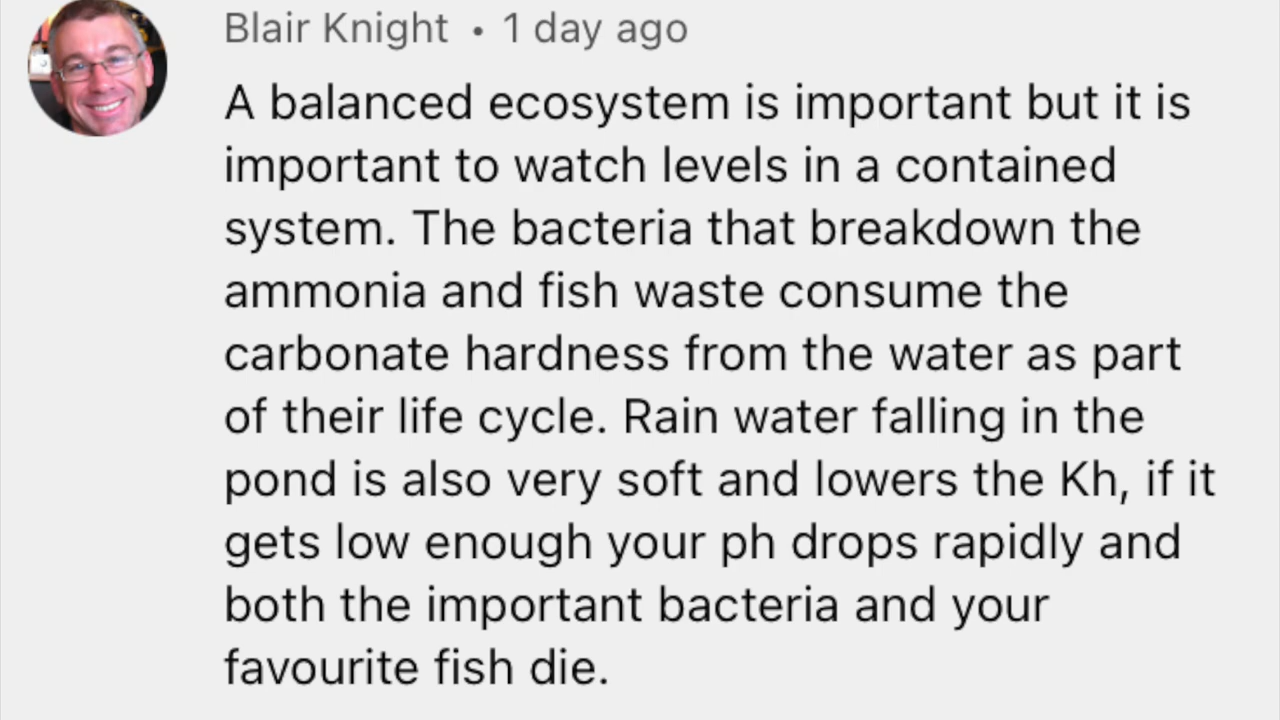 Blair Knight • 1 day ago
A balanced ecosystem is important but it is
important to watch levels in a contained
system. The bacteria that breakdown the
ammonia and fish waste consume the
carbonate hardness from the water as part
of their life cycle. Rain water falling in the
pond is also very soft and lowers the Kh, if it
gets low enough your ph drops rapidly and
both the important bacteria and your
favourite fish die.